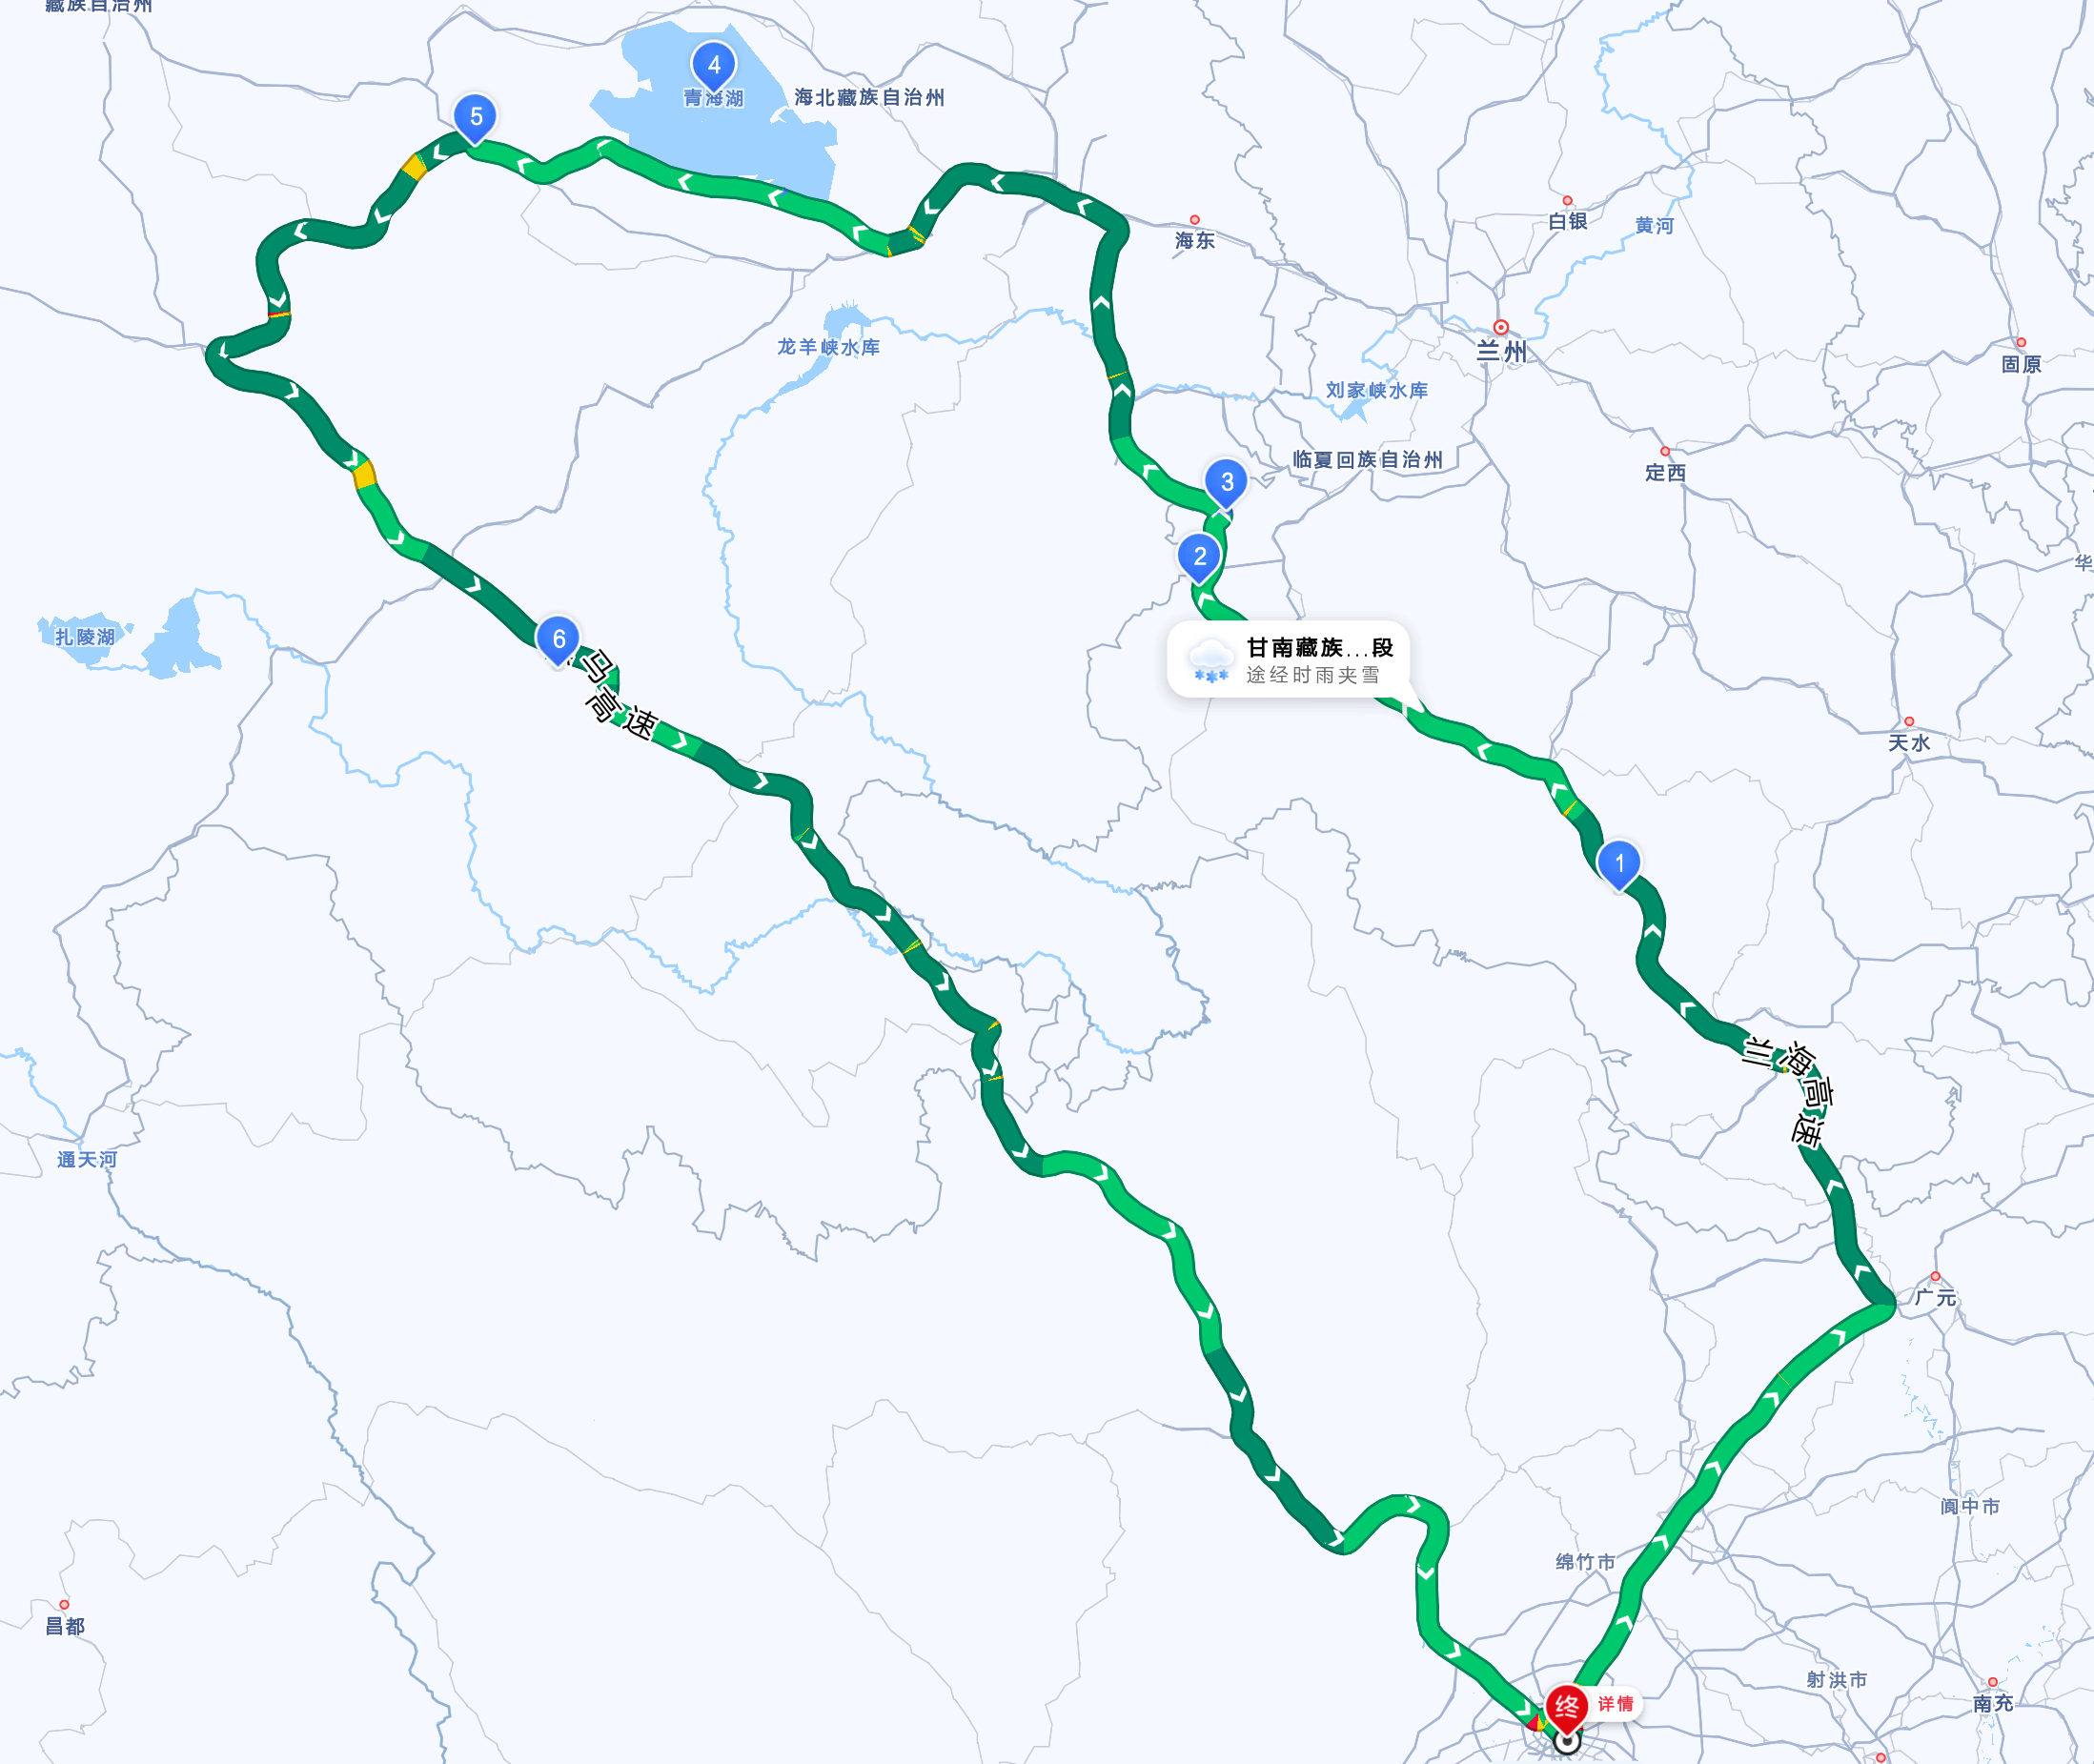 藏族自治州
4
青海湖
海北藏族自治州
5
白银
黄河
海东
兰州
龙羊峡水库
固原
刘家峡水库
临夏回族自治州
定西
3
2
华
扎陵湖
6
甘南藏族...段
途经时雨夹雪
马高速
天水
1
兰海高速
通天河
广元
阆中市
绵竹市
昌都
射洪市
南充
终
详情